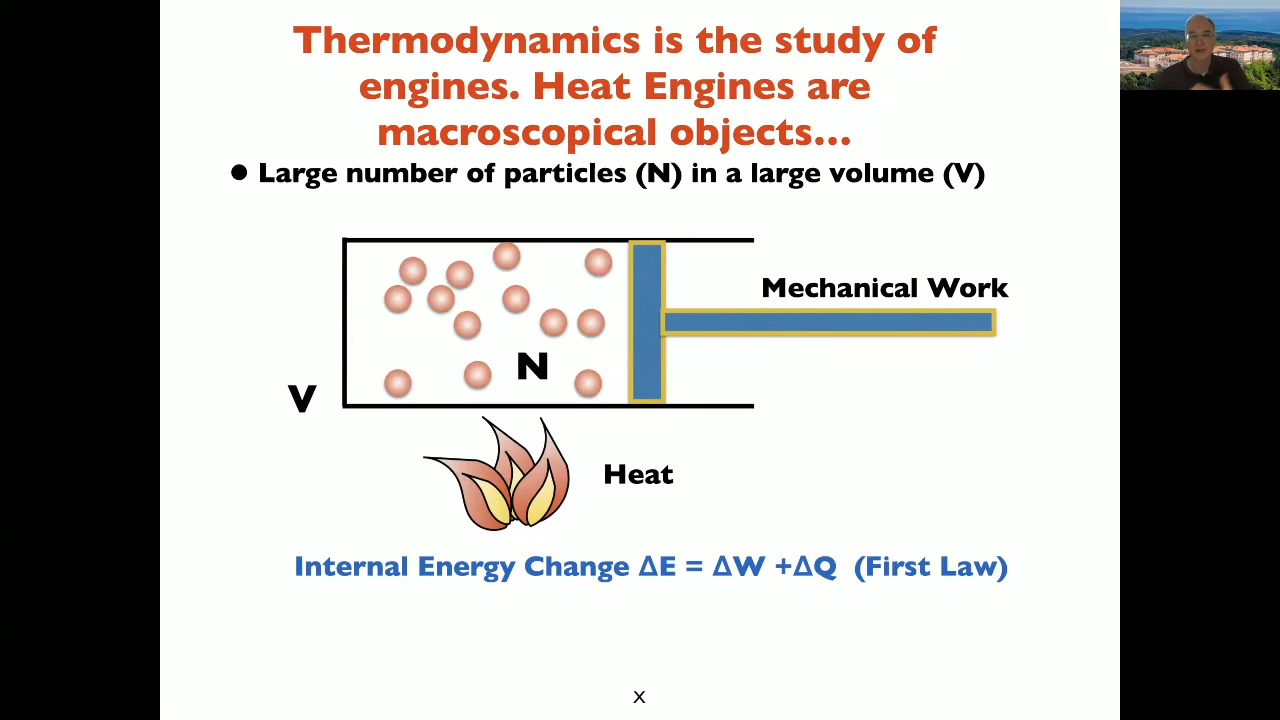 Thermodynamics is the study of
engines. Heat Engines are
macroscopical objects...
● Large number of particles (N) in a large volume (V)
Mechanical Work
N
V
Heat
Internal Energy Change ΔE = ΔW +ΔQ (First Law)
x